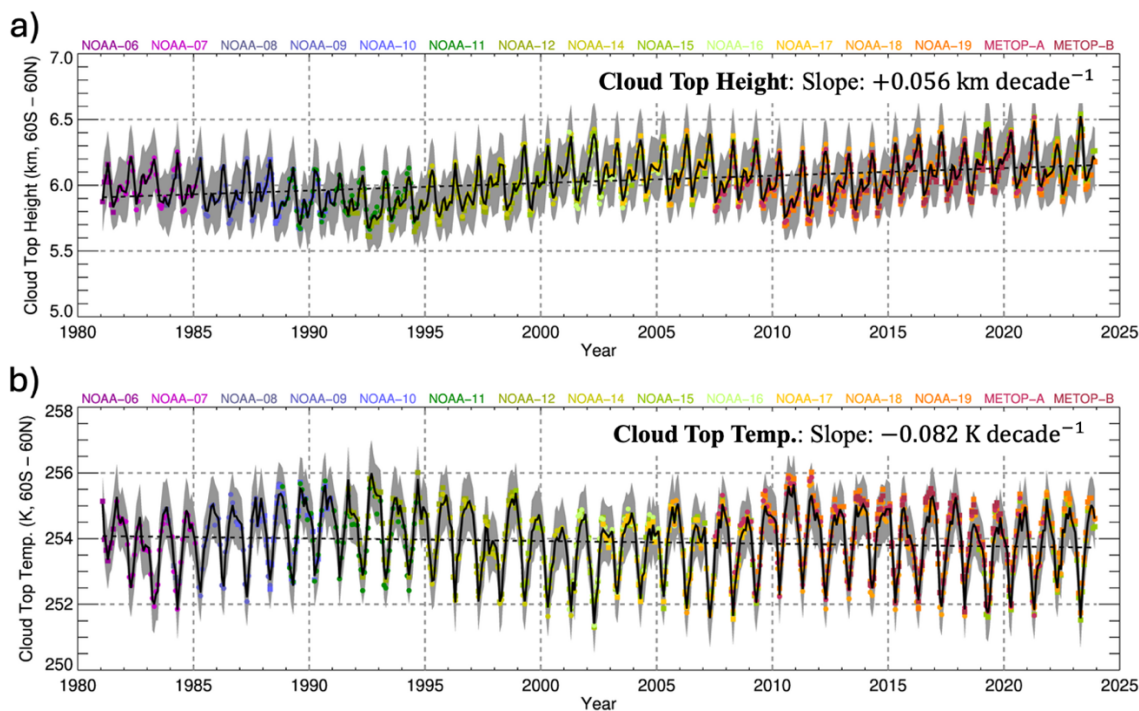 a)
NOAA-06 NOAA-07 NOAA-08 NOAA-09 NOAA-10 NOAA-11 NOAA-12 NOAA-14 NOAA-15 NOAA-16 NOAA-17 NOAA-18 NOAA-19 METOP-A METOP-B
Cloud Top Height: Slope: +0.056 km decade⁻¹
Cloud Top Height (km, 60S – 60N)
7.0
6.5
6.0
5.5
5.0
1980 1985 1990 1995 2000 2005 2010 2015 2020 2025
Year
b)
NOAA-06 NOAA-07 NOAA-08 NOAA-09 NOAA-10 NOAA-11 NOAA-12 NOAA-14 NOAA-15 NOAA-16 NOAA-17 NOAA-18 NOAA-19 METOP-A METOP-B
Cloud Top Temp.: Slope: −0.082 K decade⁻¹
Cloud Top Temp. (K, 60S – 60N)
258
256
254
252
250
1980 1985 1990 1995 2000 2005 2010 2015 2020 2025
Year